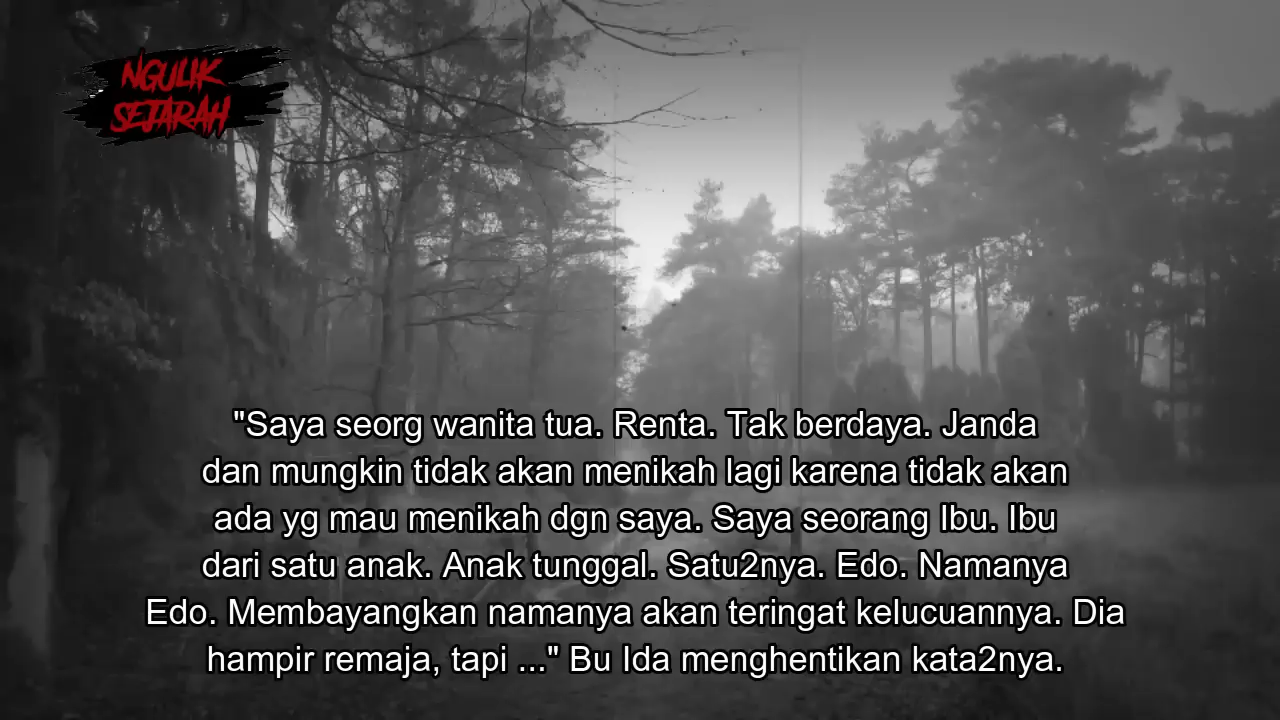 NGULIK
SEJARAH
"Saya seorg wanita tua. Renta. Tak berdaya. Janda
dan mungkin tidak akan menikah lagi karena tidak akan
ada yg mau menikah dgn saya. Saya seorang Ibu. Ibu
dari satu anak. Anak tunggal. Satu2nya. Edo. Namanya
Edo. Membayangkan namanya akan teringat kelucuannya. Dia
hampir remaja, tapi ..." Bu Ida menghentikan kata2nya.